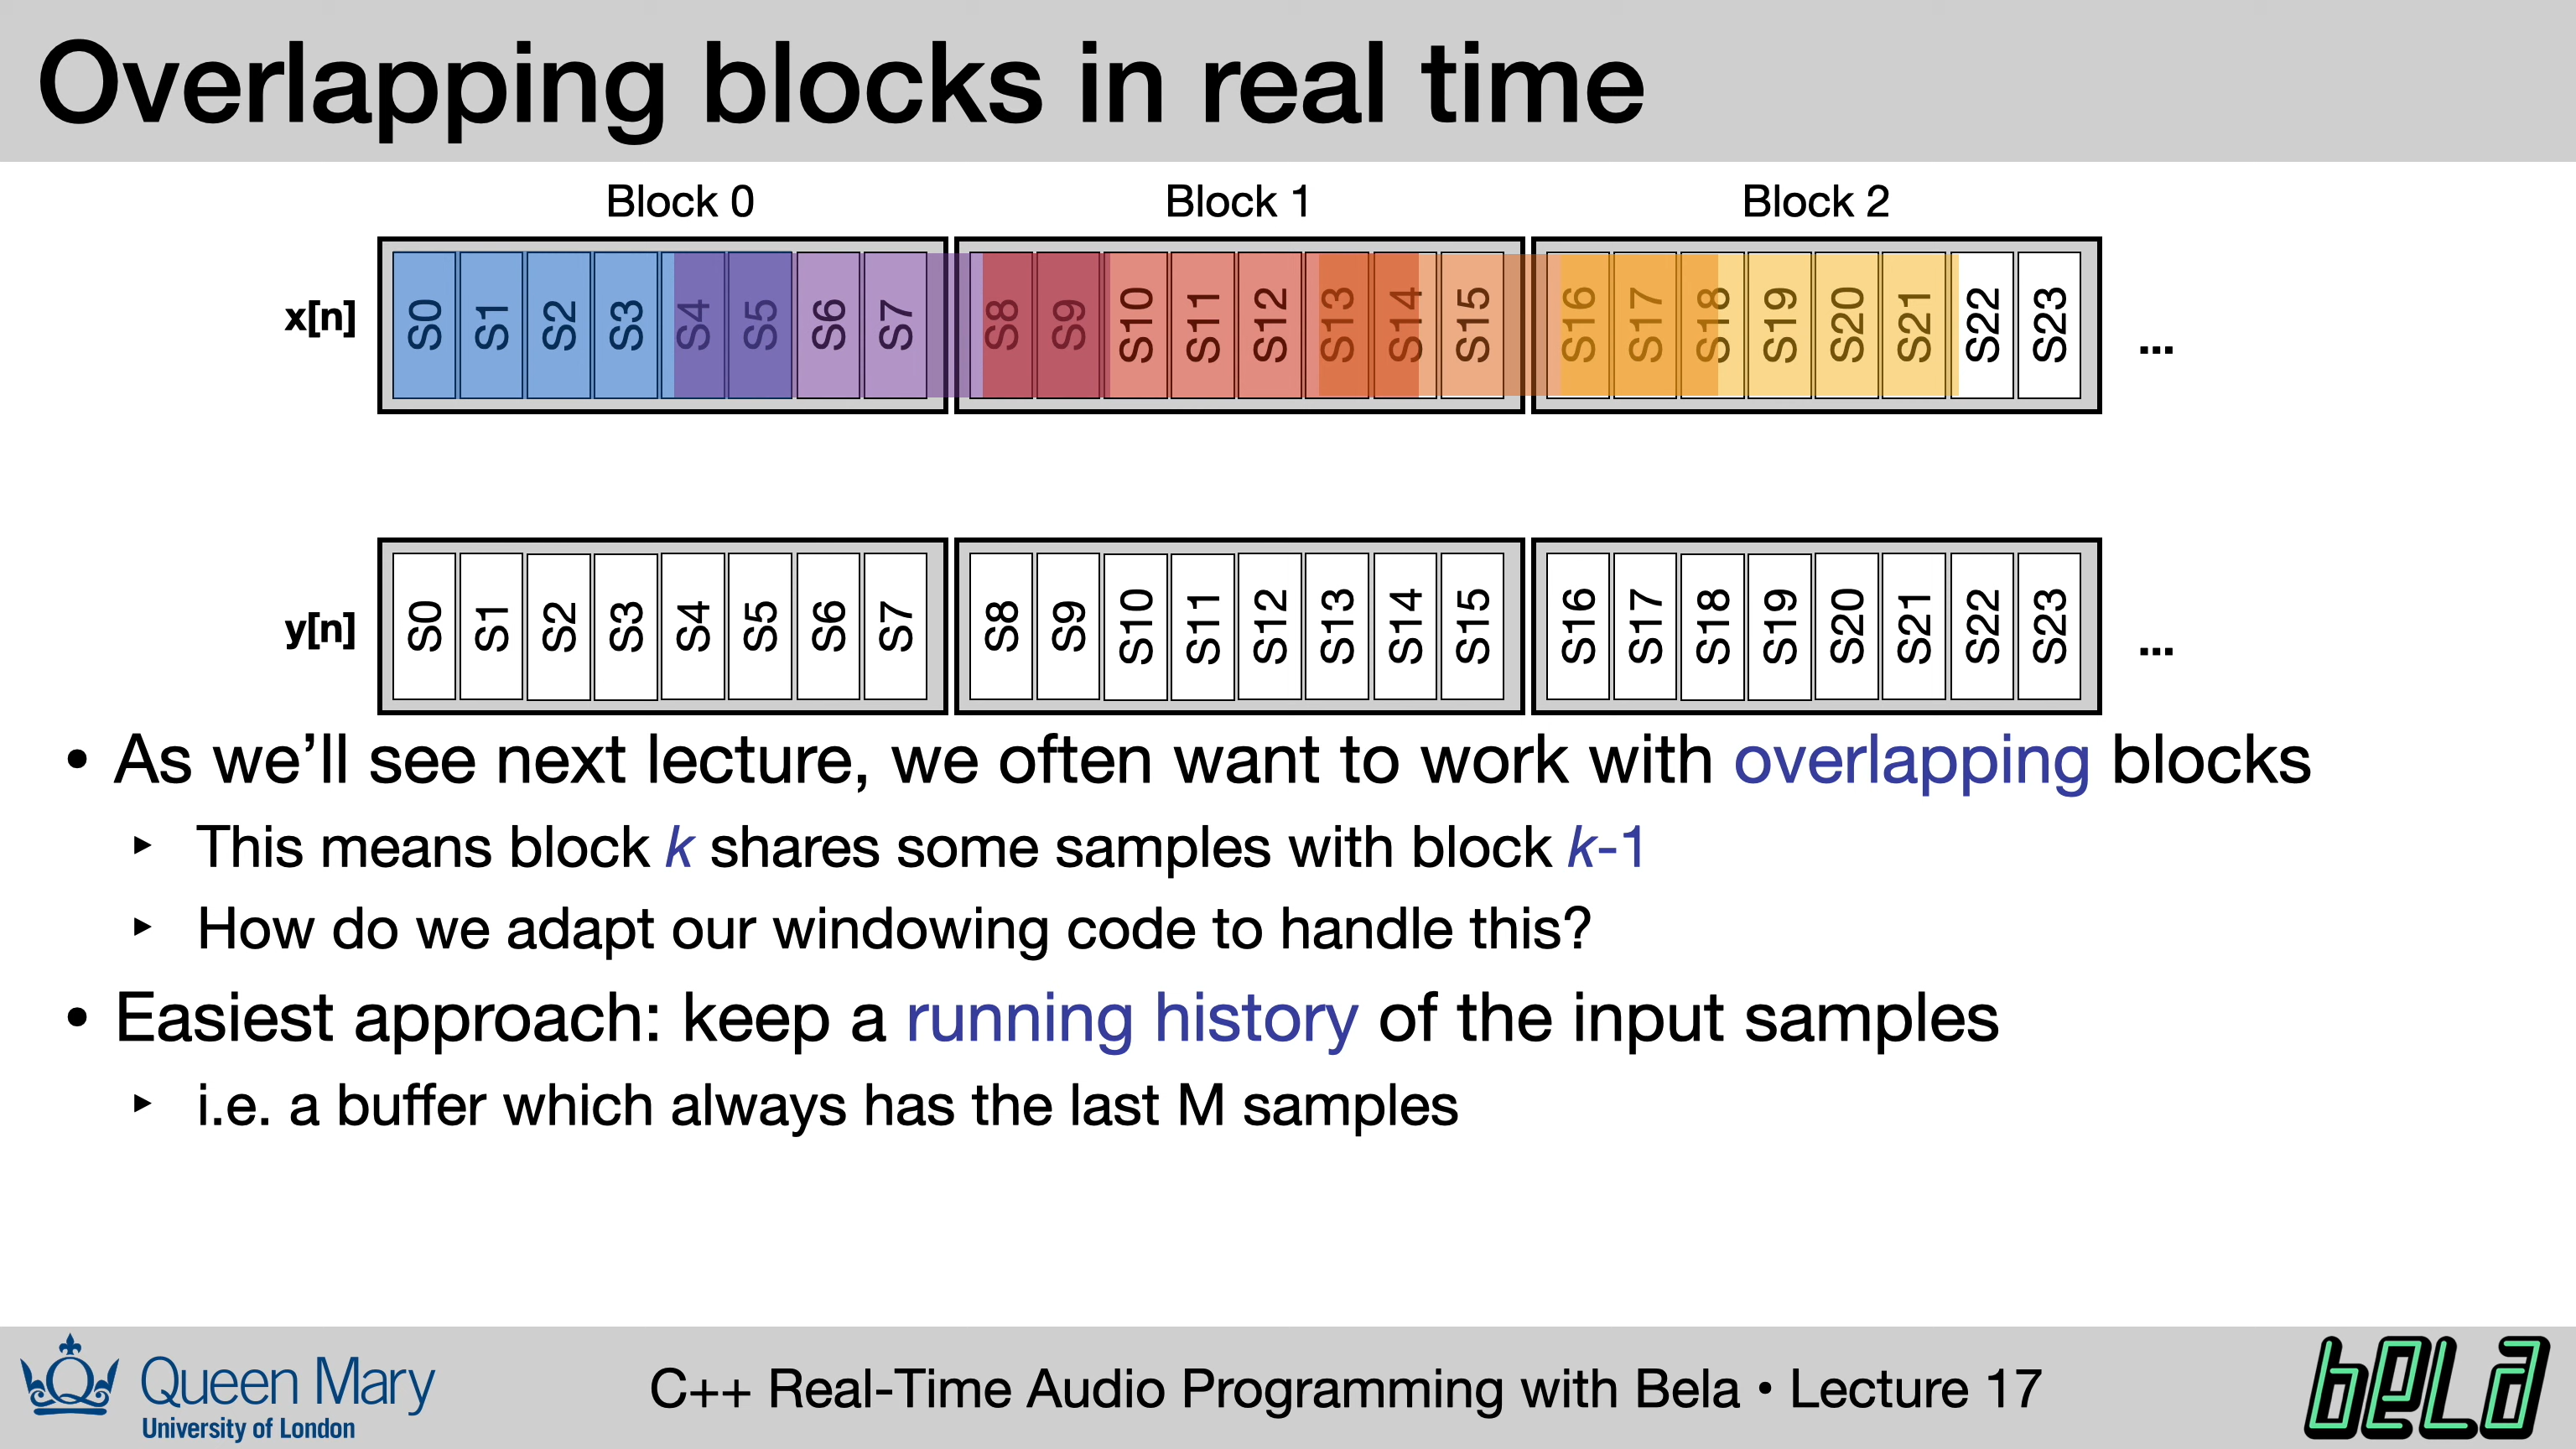 Overlapping blocks in real time
Block 0 Block 1 Block 2
x[n] S0 S1 S2 S3 S4 S5 S6 S7 S8 S9 S10 S11 S12 S13 S14 S15 S16 S17 S18 S19 S20 S21 S22 S23 ...
y[n] S0 S1 S2 S3 S4 S5 S6 S7 S8 S9 S10 S11 S12 S13 S14 S15 S16 S17 S18 S19 S20 S21 S22 S23 ...
• As we’ll see next lecture, we often want to work with overlapping blocks
‣ This means block k shares some samples with block k-1
‣ How do we adapt our windowing code to handle this?
• Easiest approach: keep a running history of the input samples
‣ i.e. a buffer which always has the last M samples
Queen Mary
University of London
C++ Real-Time Audio Programming with Bela • Lecture 17
beLa